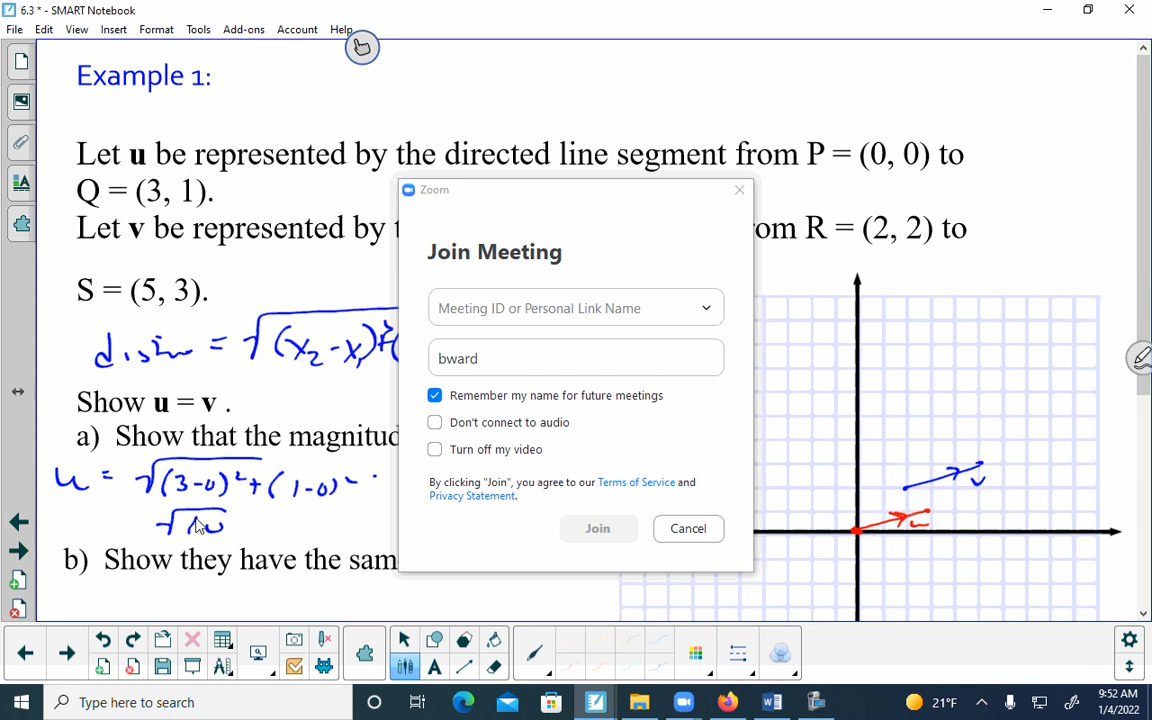 6.3 * - SMART Notebook
File Edit View Insert Format Tools Add-ons Account Help
Example 1:
Let u be represented by the directed line segment from P = (0, 0) to
Q = (3, 1).
Let v be represented by t
om R = (2, 2) to
S = (5, 3).
= √(x₂-x₁)²+(
Show u = v .
a) Show that the magnitud
u = √(3-0)²+(1-0)²
√10
b) Show they have the sam
v
u
Zoom
Join Meeting
Meeting ID or Personal Link Name
bward
Remember my name for future meetings
Don't connect to audio
Turn off my video
By clicking "Join", you agree to our Terms of Service and
Privacy Statement.
Join Cancel
Type here to search
21°F
9:52 AM
1/4/2022